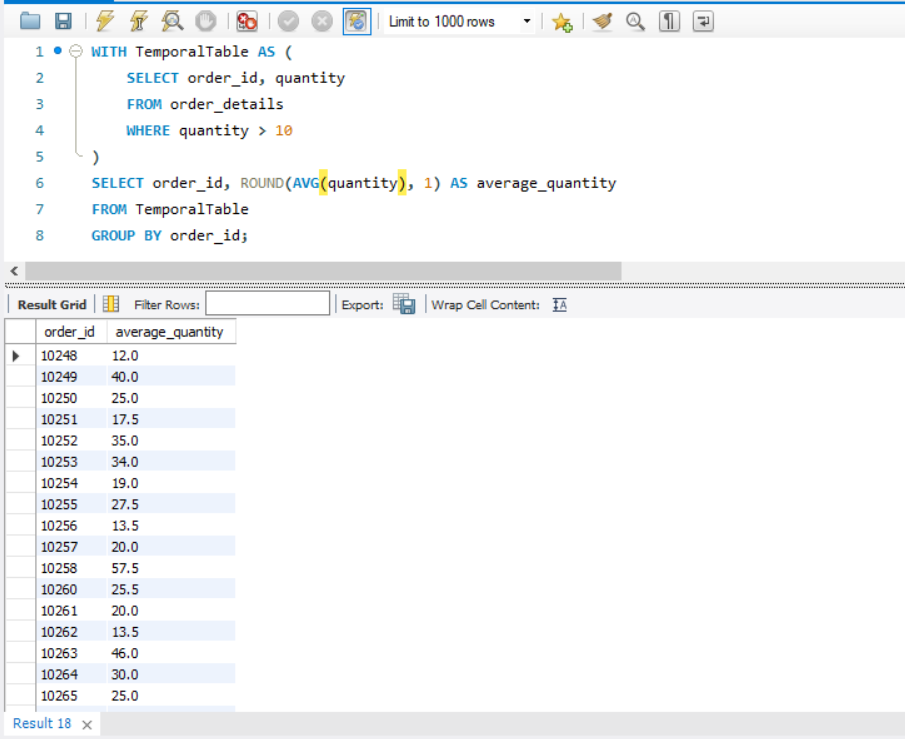 Limit to 1000 rows
1 WITH TemporalTable AS (
2 SELECT order_id, quantity
3 FROM order_details
4 WHERE quantity > 10
5 )
6 SELECT order_id, ROUND(AVG(quantity), 1) AS average_quantity
7 FROM TemporalTable
8 GROUP BY order_id;
Result Grid Filter Rows: Export: Wrap Cell Content: IA
order_id average_quantity
10248 12.0
10249 40.0
10250 25.0
10251 17.5
10252 35.0
10253 34.0
10254 19.0
10255 27.5
10256 13.5
10257 20.0
10258 57.5
10260 25.5
10261 20.0
10262 13.5
10263 46.0
10264 30.0
10265 25.0
Result 18